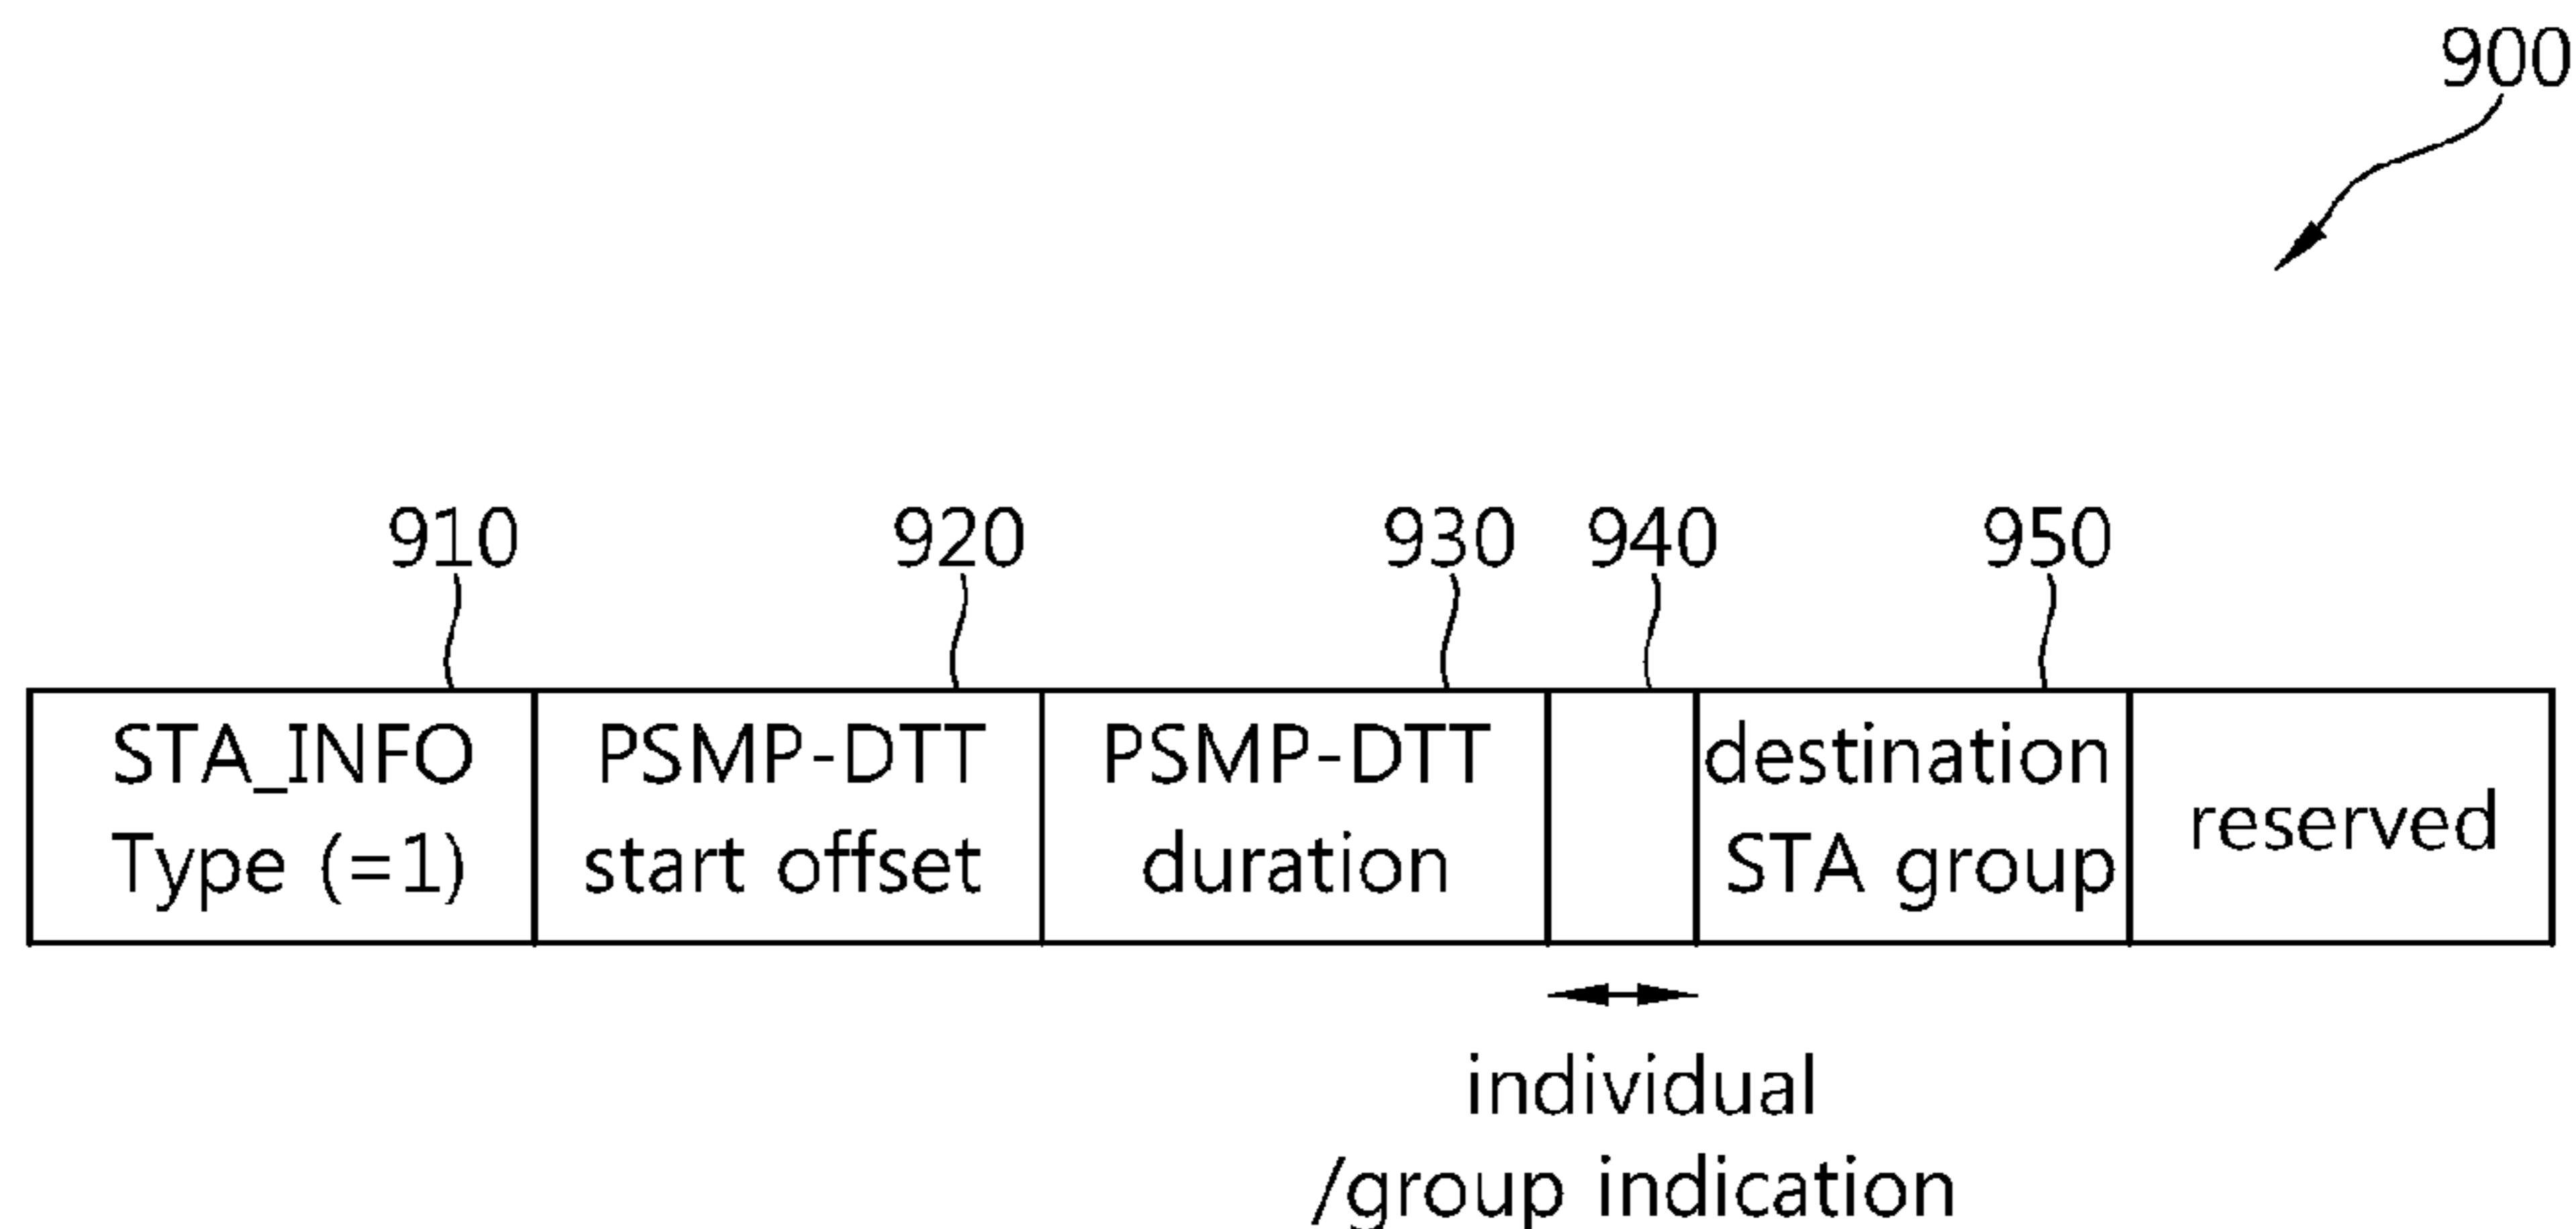 900
910
920
930
940
950
STA_INFO
Type (=1)
PSMP-DTT
start offset
PSMP-DTT
duration
destination
STA group
reserved
individual
/group indication